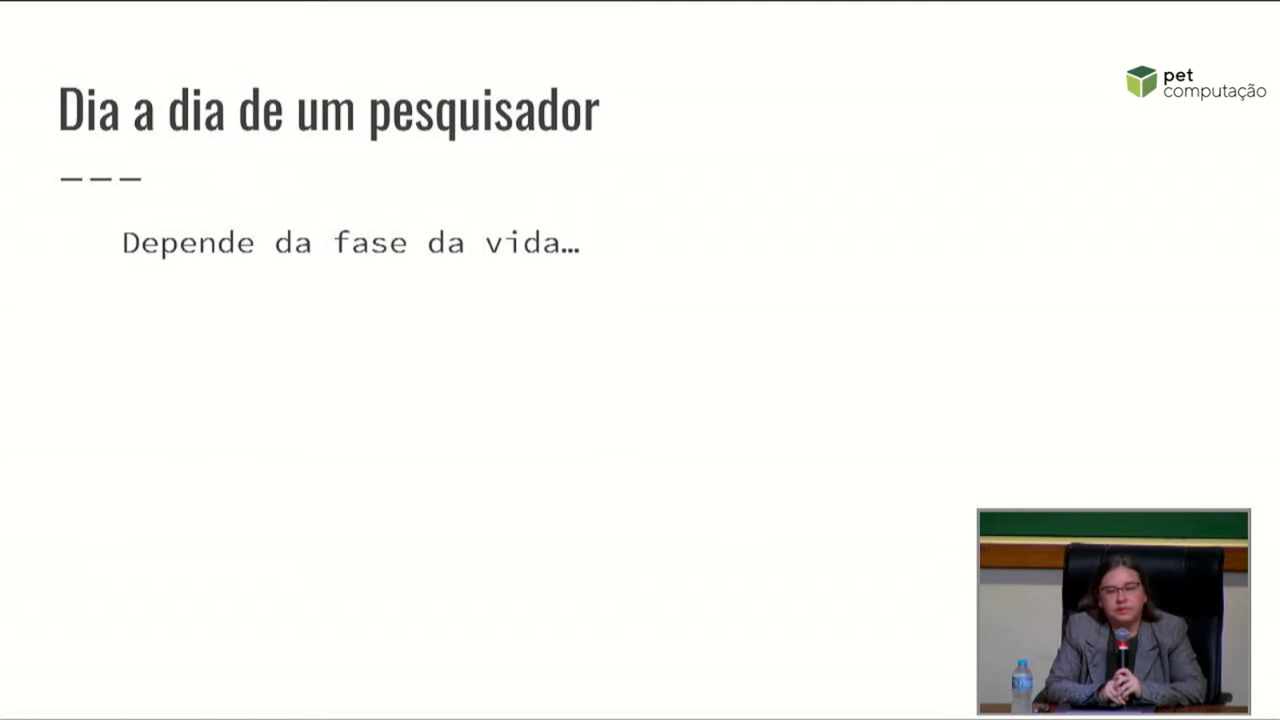 Dia a dia de um pesquisador
pet
computação
Depende da fase da vida…